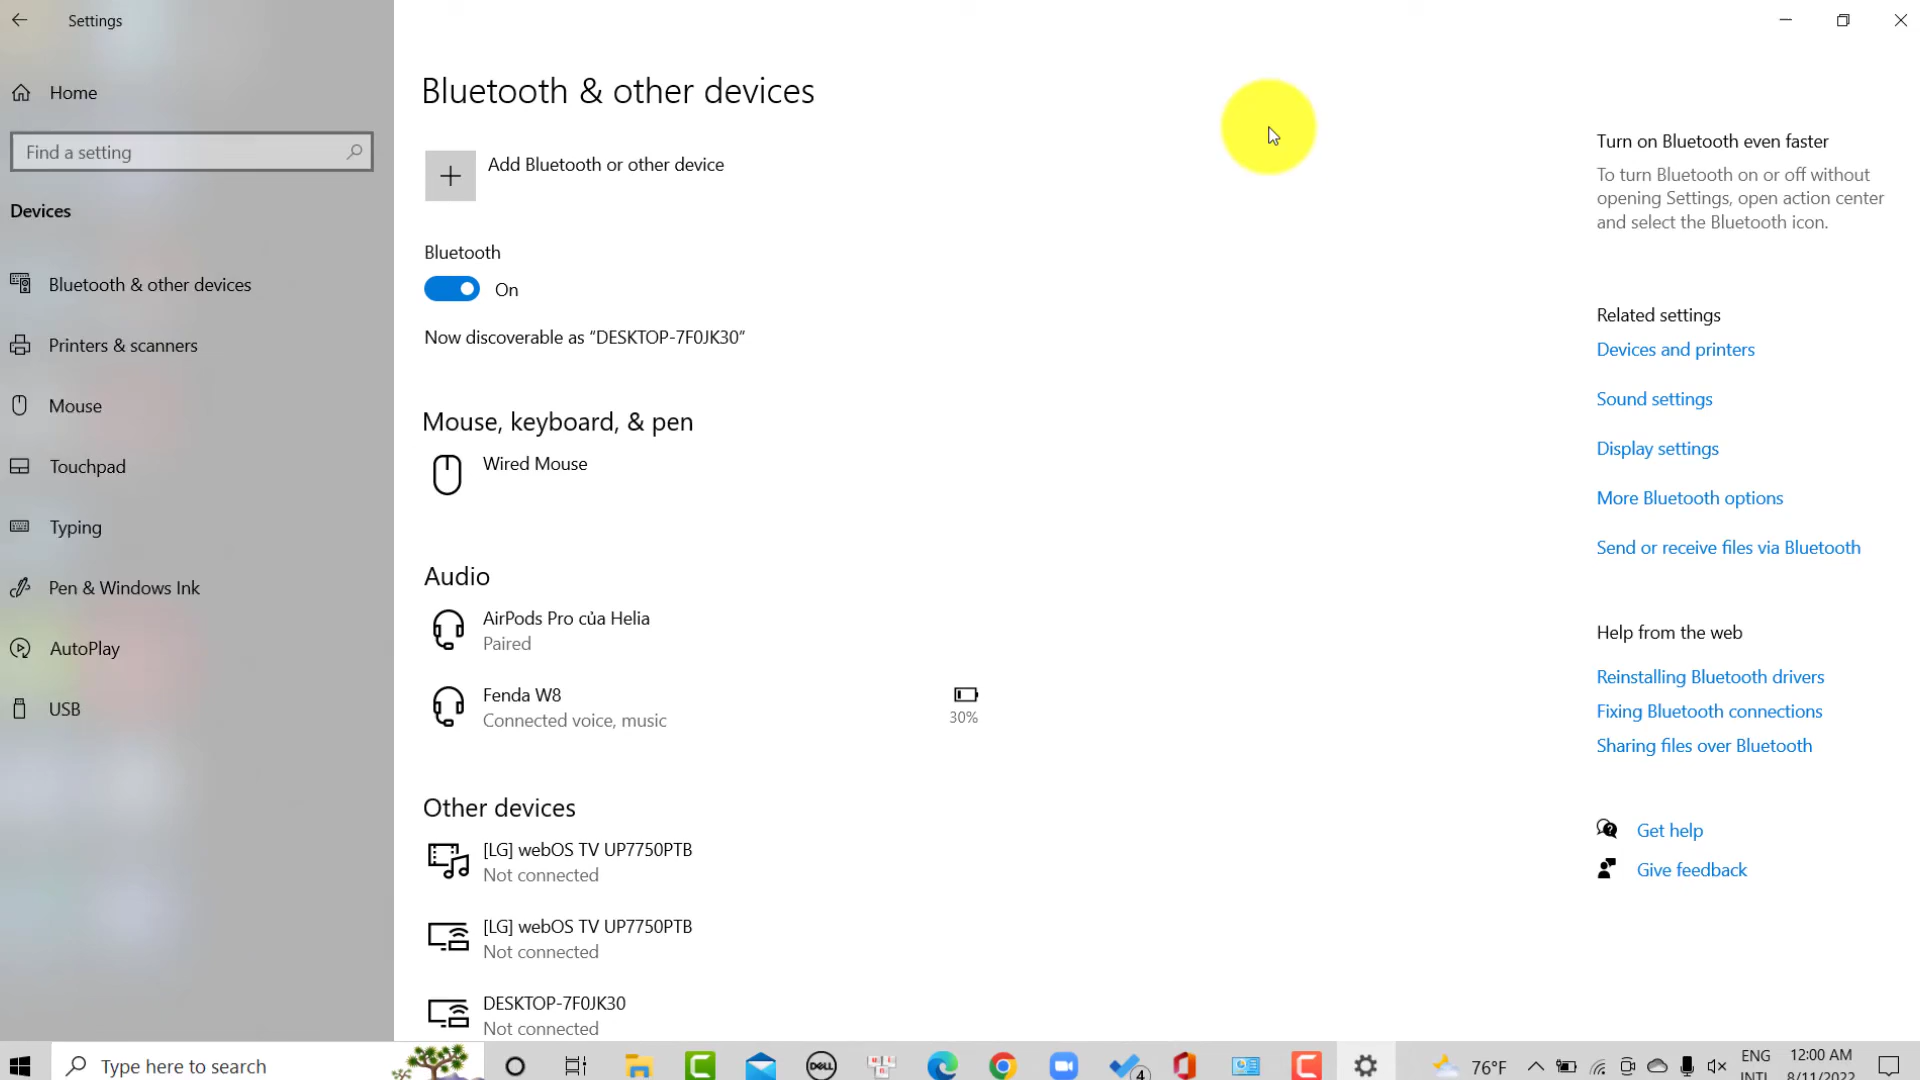 Settings
Home
Find a setting
Devices
Bluetooth & other devices
Printers & scanners
Mouse
Touchpad
Typing
Pen & Windows Ink
AutoPlay
USB
Bluetooth & other devices
Add Bluetooth or other device
Bluetooth
On
Now discoverable as “DESKTOP-7F0JK30”
Mouse, keyboard, & pen
Wired Mouse
Audio
AirPods Pro của Helia
Paired
Fenda W8
Connected voice, music
30%
Other devices
[LG] webOS TV UP7750PTB
Not connected
[LG] webOS TV UP7750PTB
Not connected
DESKTOP-7F0JK30
Not connected
Turn on Bluetooth even faster
To turn Bluetooth on or off without
opening Settings, open action center
and select the Bluetooth icon.
Related settings
Devices and printers
Sound settings
Display settings
More Bluetooth options
Send or receive files via Bluetooth
Help from the web
Reinstalling Bluetooth drivers
Fixing Bluetooth connections
Sharing files over Bluetooth
Get help
Give feedback
Type here to search
DELL
4
76°F
ENG
INTL
12:00 AM
8/11/2022